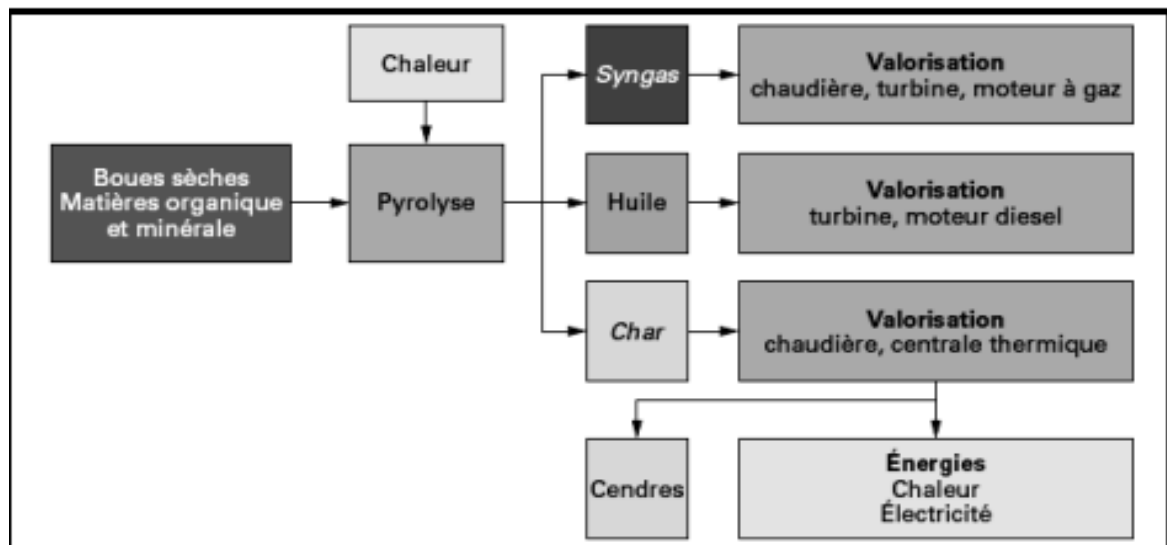 Chaleur
Syngas
Valorisation
chaudière, turbine, moteur à gaz
Boues sèches
Matières organique
et minérale
Pyrolyse
Huile
Valorisation
turbine, moteur diesel
Char
Valorisation
chaudière, centrale thermique
Cendres
Énergies
Chaleur
Électricité